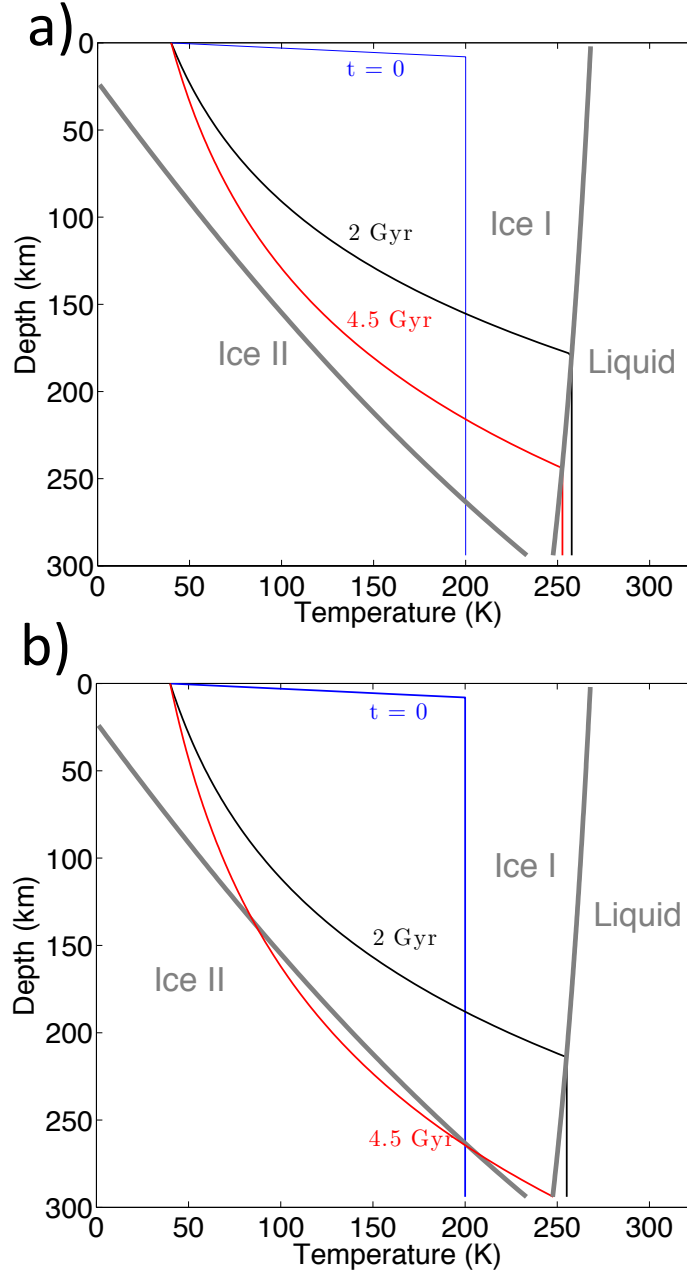 a)
0
50
100
150
200
250
300
Depth (km)
t = 0
2 Gyr
4.5 Gyr
Ice I
Ice II
Liquid
0 50 100 150 200 250 300
Temperature (K)
b)
0
50
100
150
200
250
300
Depth (km)
t = 0
Ice I
Liquid
2 Gyr
Ice II
4.5 Gyr
0 50 100 150 200 250 300
Temperature (K)